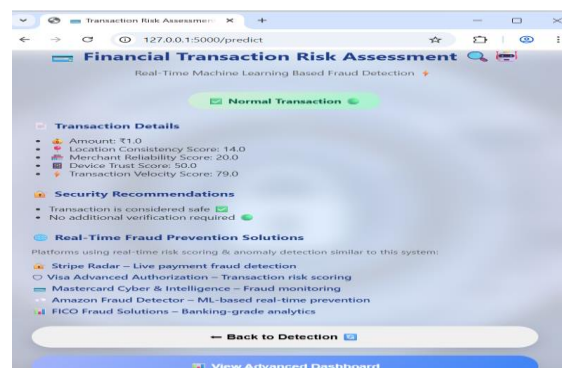 Transaction Risk Assessmen
127.0.0.1:5000/predict
Financial Transaction Risk Assessment
Real-Time Machine Learning Based Fraud Detection
Normal Transaction
Transaction Details
Amount: ₹1.0
Location Consistency Score: 14.0
Merchant Reliability Score: 20.0
Device Trust Score: 50.0
Transaction Velocity Score: 79.0
Security Recommendations
Transaction is considered safe
No additional verification required
Real-Time Fraud Prevention Solutions
Platforms using real-time risk scoring & anomaly detection similar to this system:
Stripe Radar – Live payment fraud detection
Visa Advanced Authorization – Transaction risk scoring
Mastercard Cyber & Intelligence – Fraud monitoring
Amazon Fraud Detector – ML-based real-time prevention
FICO Fraud Solutions – Banking-grade analytics
← Back to Detection
View Advanced Dashboard